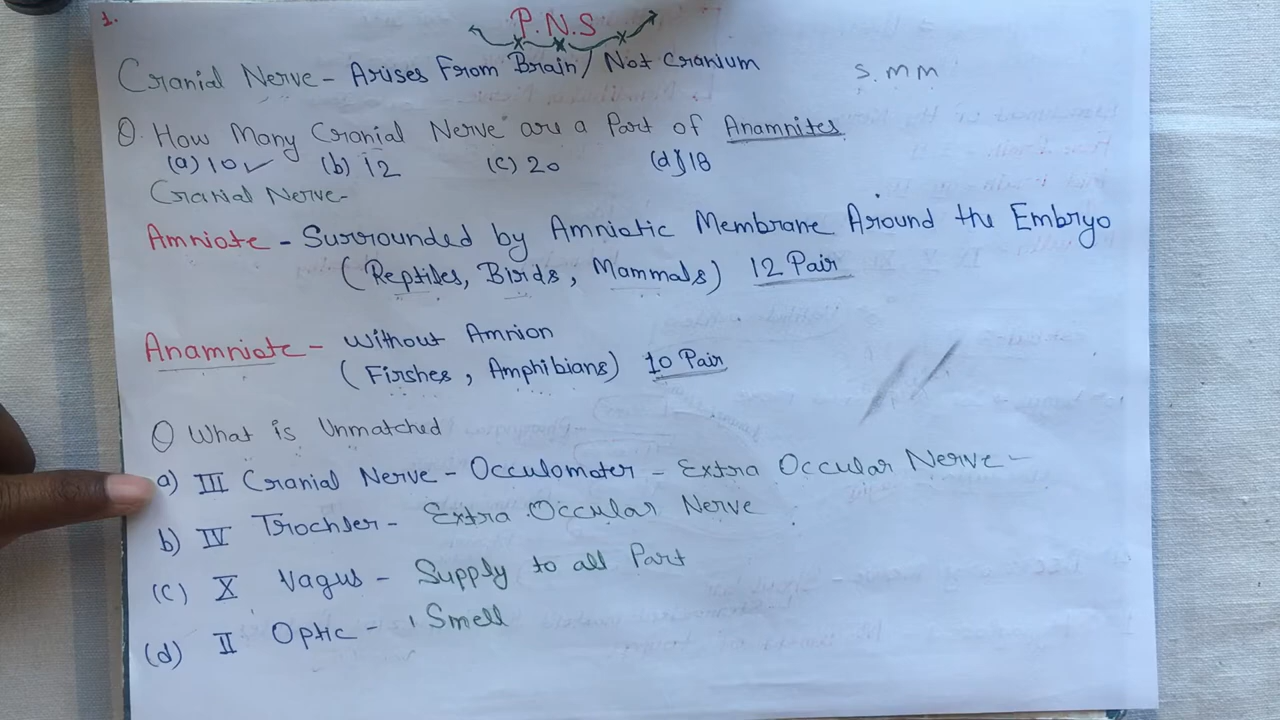 1.
P.N.S
Cranial Nerve - Arises From Brain/ Not Cranium
S.MM
Q. How Many Cranial Nerve are a Part of Anamnites
(a) 10 ✓ (b) 12 (c) 20 (d) 18
Cranial Nerve-
Amniote - Surrounded by Amniotic Membrane Around the Embryo
(Reptiles, Birds, Mammals) 12 Pair
Anamniote - Without Amnion
(Firshes, Amphibians) 10 Pair
Q What is Unmatched
a) III Cranial Nerve - Occulomoter - Extra Occular Nerve -
b) IV Trochler - Extra Occular Nerve
(c) X Vagus - Supply to all Part
(d) II Optic - Smell